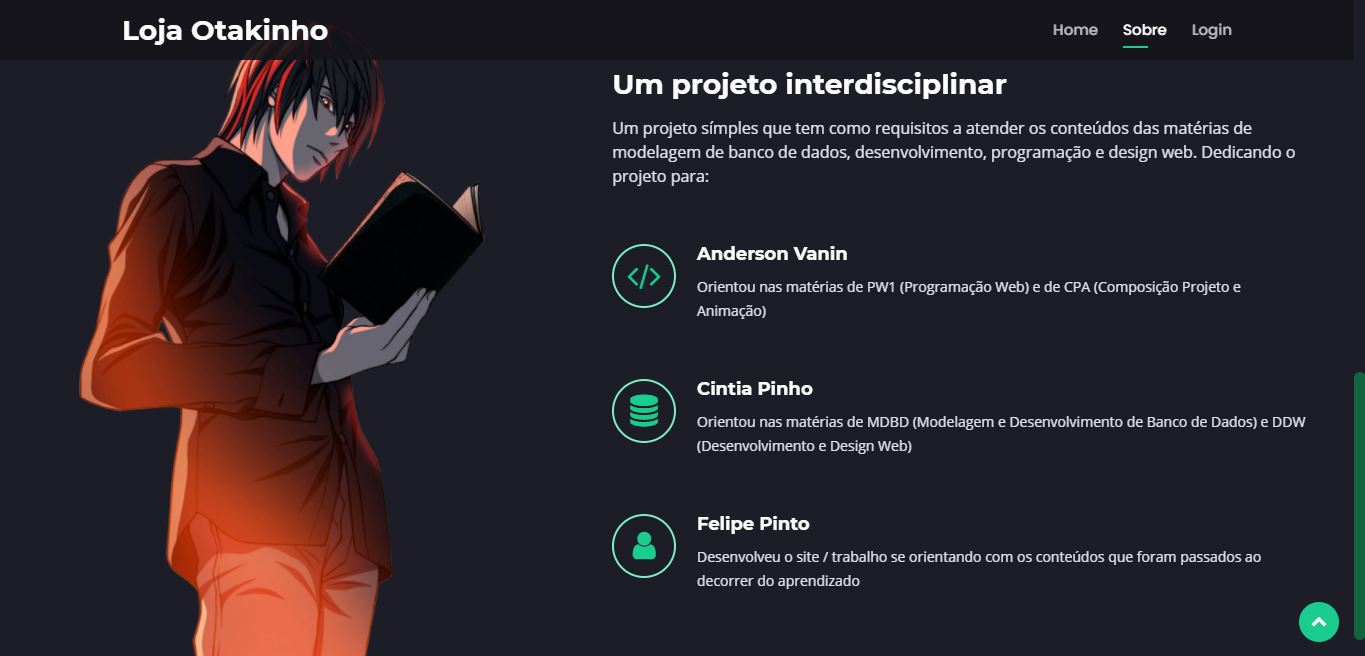 Loja Otakinho
Home Sobre Login
Um projeto interdisciplinar
Um projeto símples que tem como requisitos a atender os conteúdos das matérias de
modelagem de banco de dados, desenvolvimento, programação e design web. Dedicando o
projeto para:
Anderson Vanin
Orientou nas matérias de PW1 (Programação Web) e de CPA (Composição Projeto e
Animação)
Cintia Pinho
Orientou nas matérias de MDBD (Modelagem e Desenvolvimento de Banco de Dados) e DDW
(Desenvolvimento e Design Web)
Felipe Pinto
Desenvolveu o site / trabalho se orientando com os conteúdos que foram passados ao
decorrer do aprendizado